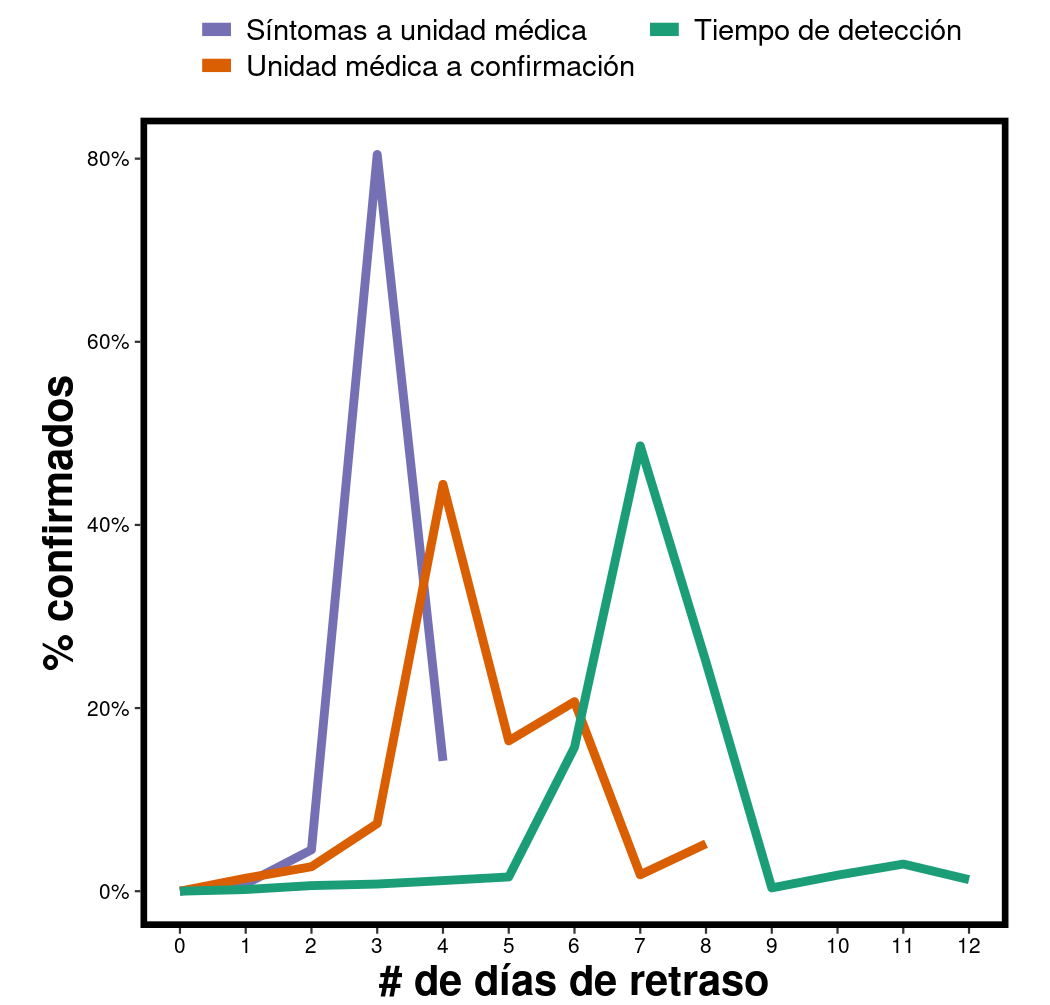 Síntomas a unidad médica
Tiempo de detección
Unidad médica a confirmación
80%
60%
40%
20%
0%
% confirmados
0 1 2 3 4 5 6 7 8 9 10 11 12
# de días de retraso